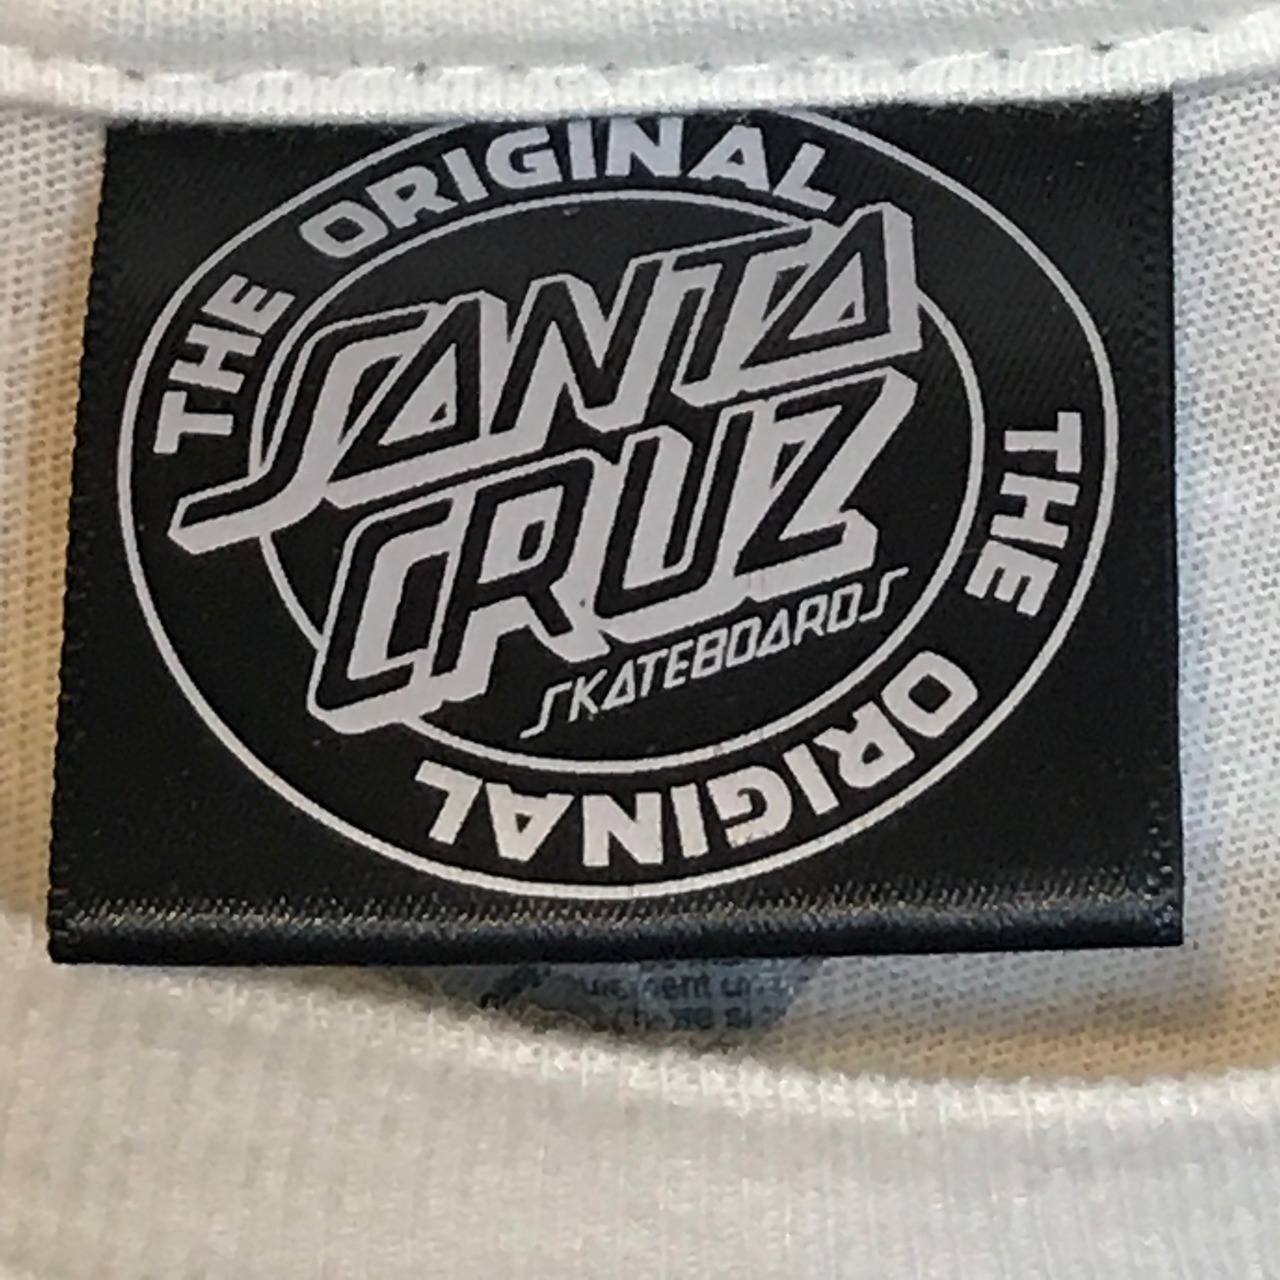 THE ORIGINAL
SANTA
CRUZ
SKATEBOARDS
THE ORIGINAL